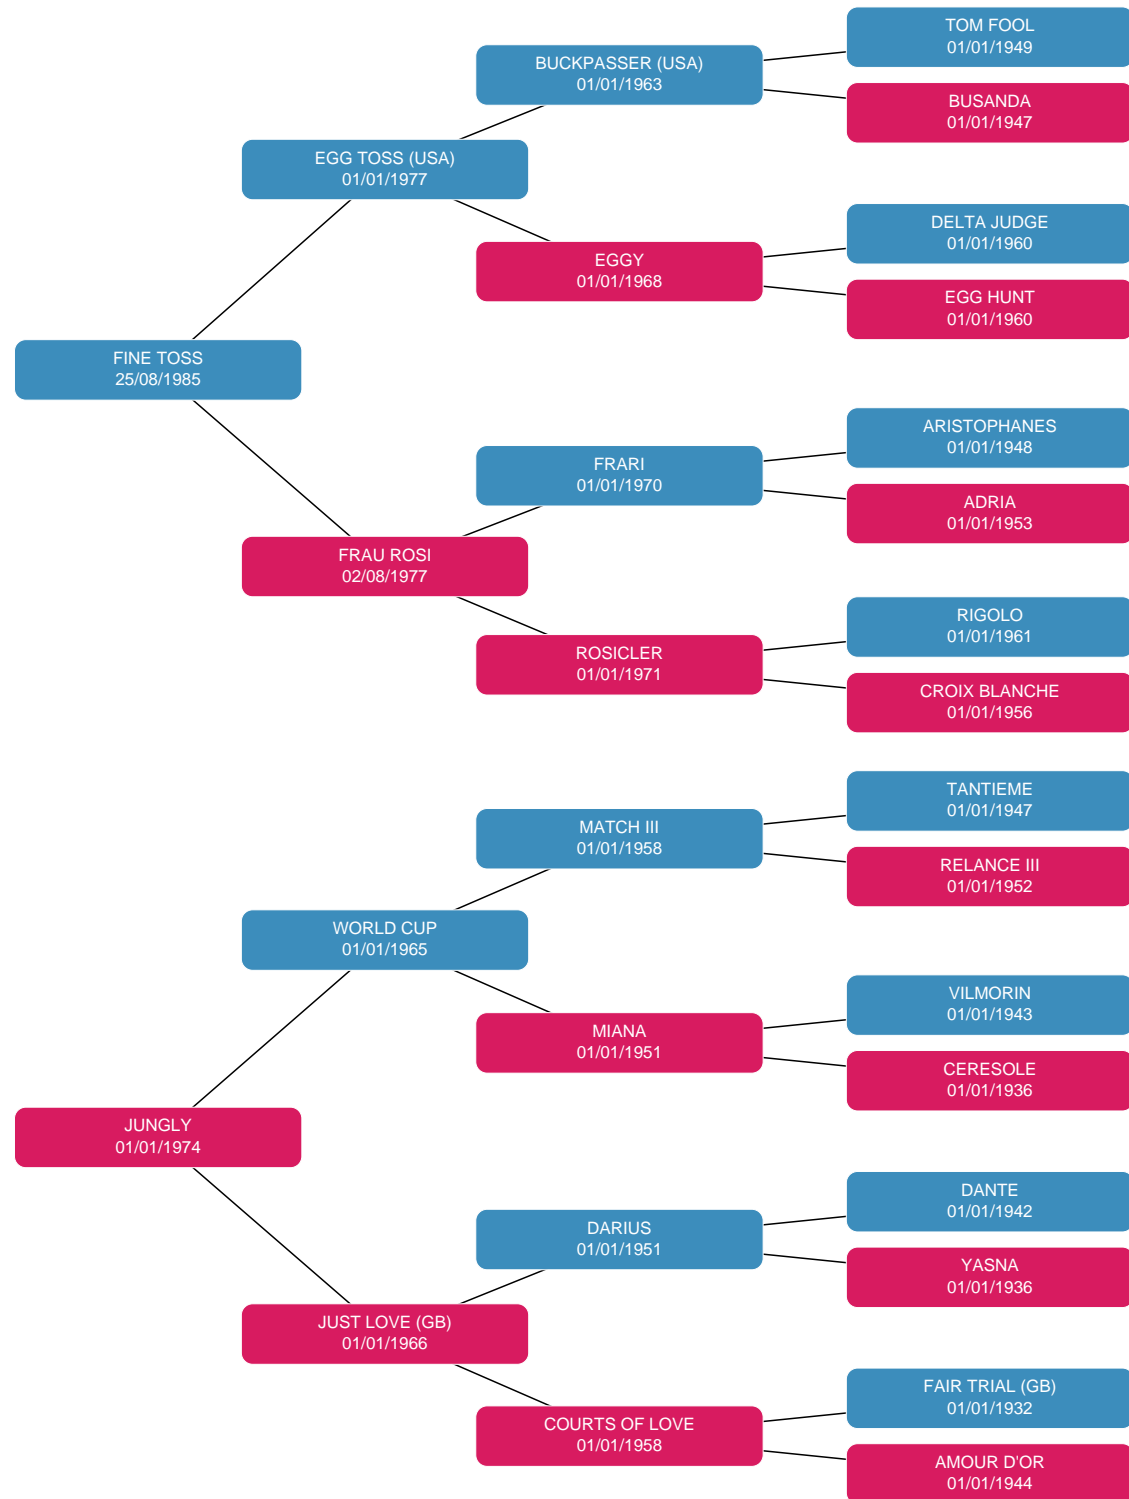 TOM FOOL
01/01/1949
BUCKPASSER (USA)
01/01/1963
BUSANDA
01/01/1947
EGG TOSS (USA)
01/01/1977
DELTA JUDGE
01/01/1960
EGGY
01/01/1968
EGG HUNT
01/01/1960
FINE TOSS
25/08/1985
ARISTOPHANES
01/01/1948
FRARI
01/01/1970
ADRIA
01/01/1953
FRAU ROSI
02/08/1977
RIGOLO
01/01/1961
ROSICLER
01/01/1971
CROIX BLANCHE
01/01/1956
TANTIEME
01/01/1947
MATCH III
01/01/1958
RELANCE III
01/01/1952
WORLD CUP
01/01/1965
VILMORIN
01/01/1943
MIANA
01/01/1951
CERESOLE
01/01/1936
JUNGLY
01/01/1974
DANTE
01/01/1942
DARIUS
01/01/1951
YASNA
01/01/1936
JUST LOVE (GB)
01/01/1966
FAIR TRIAL (GB)
01/01/1932
COURTS OF LOVE
01/01/1958
AMOUR D'OR
01/01/1944